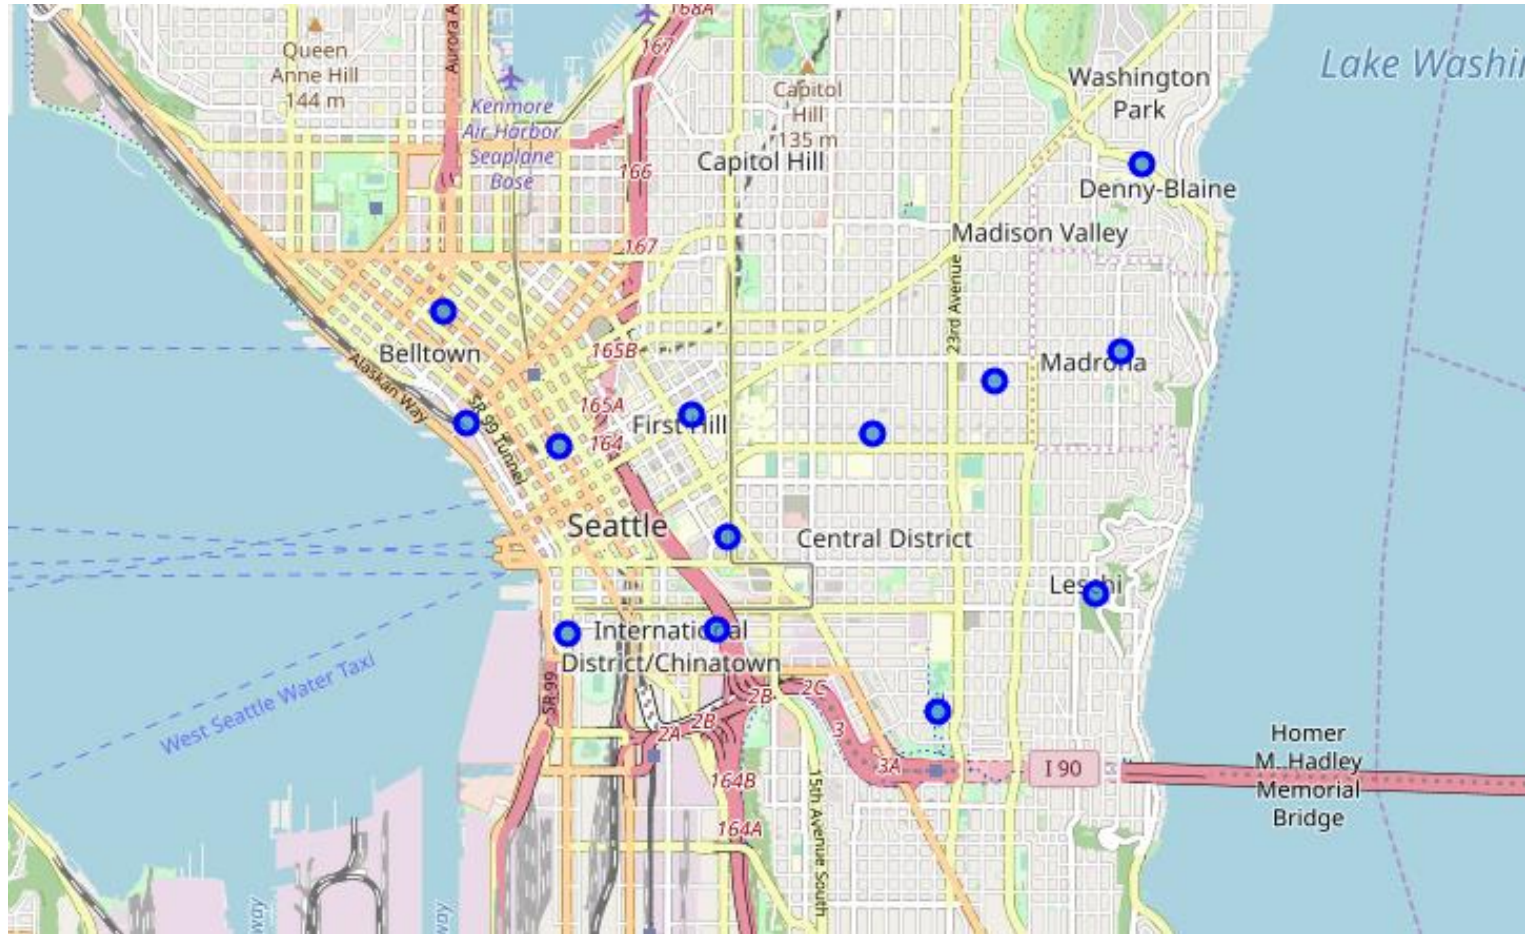 168A
Aurora A
167
Queen
Anne Hill
144 m
Lake Washin
Washington
Park
Capitol
Hill
135 m
Kenmore
Air Harbor
Seaplane
Base
Capitol Hill
166
Denny-Blaine
Madison Valley
167
23rd Avenue
Belltown
165B
Alaskan Way
Madrona
SR 99 Tunnel
165A
First Hill
164
Seattle
Central District
Leschi
International
District/Chinatown
West Seattle Water Taxi
SR 99
2B
2C
2B
2A
3
3A
I 90
Homer
M. Hadley
Memorial
Bridge
164B
15th Avenue South
164A
way
way